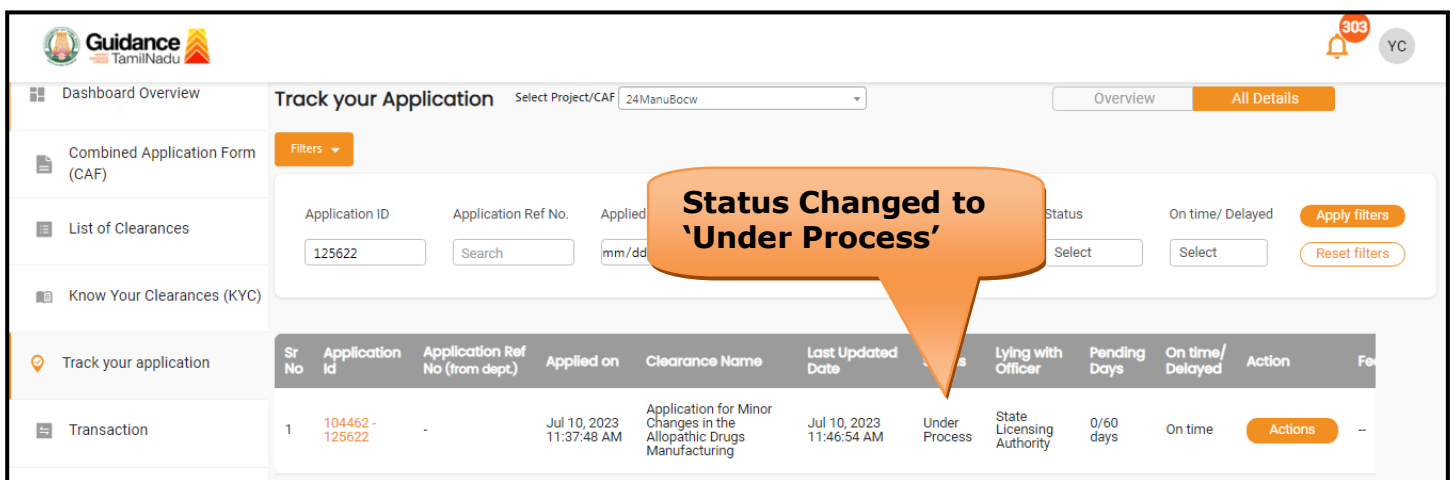 Guidance
TamilNadu
303
YC
Dashboard Overview
Track your Application
Select Project/CAF
24ManuBocw
Overview
All Details
Combined Application Form
(CAF)
Filters
Status Changed to
‘Under Process’
List of Clearances
Application ID
Application Ref No.
Applied
Status
On time/ Delayed
Apply filters
125622
Search
mm/dd
Select
Select
Reset filters
Know Your Clearances (KYC)
Track your application
Sr
No
Application
Id
Application Ref
No (from dept.)
Applied on
Clearance Name
Last Updated
Date
Lying with
Officer
Pending
Days
On time/
Delayed
Action
Transaction
1
104462 -
125622
-
Jul 10, 2023
11:37:48 AM
Application for Minor
Changes in the
Allopathic Drugs
Manufacturing
Jul 10, 2023
11:46:54 AM
Under
Process
State
Licensing
Authority
0/60
days
On time
Actions
--